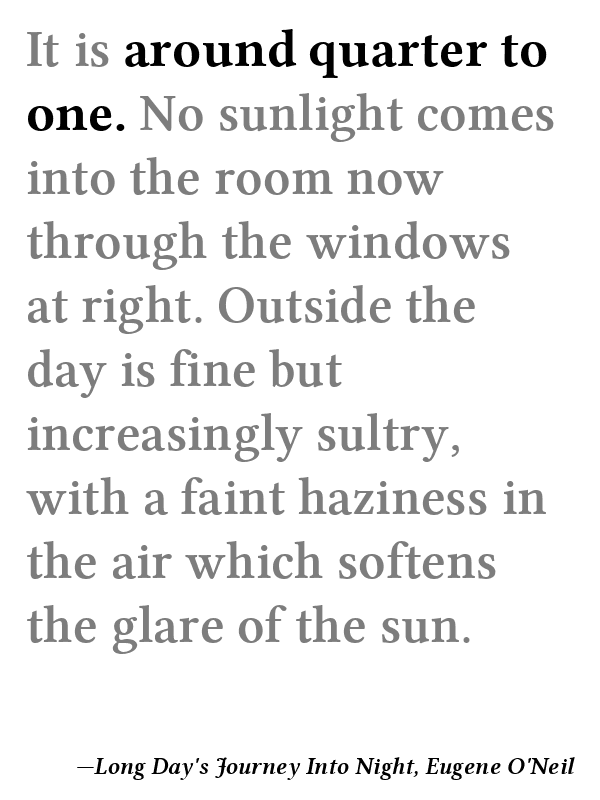 It is around quarter to
one. No sunlight comes
into the room now
through the windows
at right. Outside the
day is fine but
increasingly sultry,
with a faint haziness in
the air which softens
the glare of the sun.
—Long Day's Journey Into Night, Eugene O'Neil